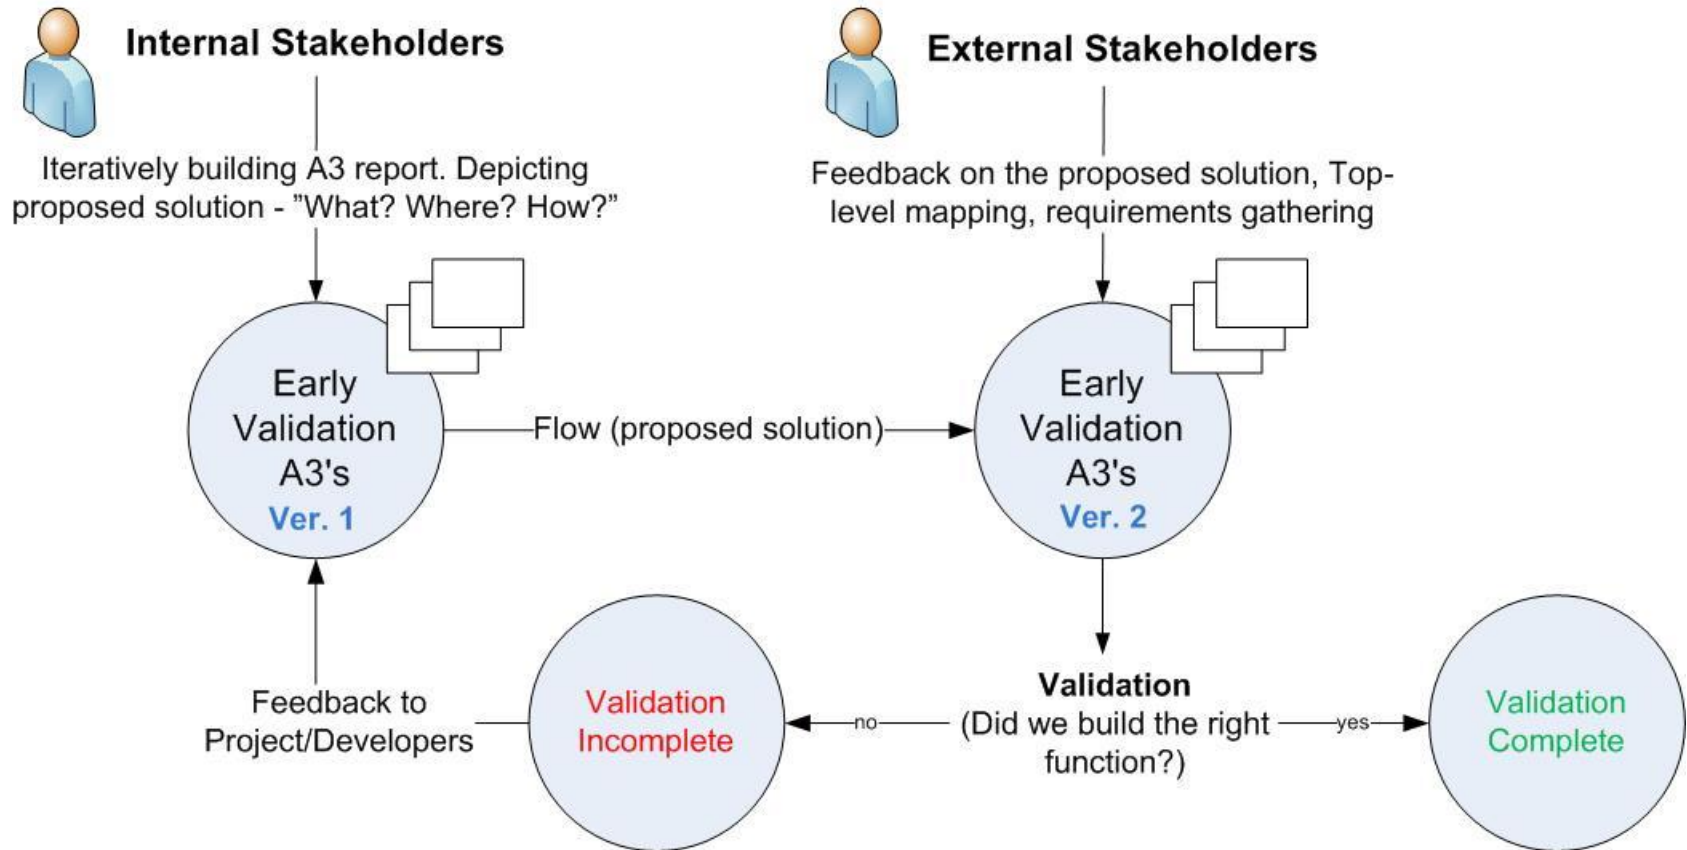 Internal Stakeholders
External Stakeholders
Iteratively building A3 report. Depicting
proposed solution - ”What? Where? How?”
Feedback on the proposed solution, Top-
level mapping, requirements gathering
Early
Validation
A3's
Ver. 1
Flow (proposed solution)
Early
Validation
A3's
Ver. 2
Feedback to
Project/Developers
Validation
Incomplete
no
Validation
(Did we build the right
function?)
yes
Validation
Complete